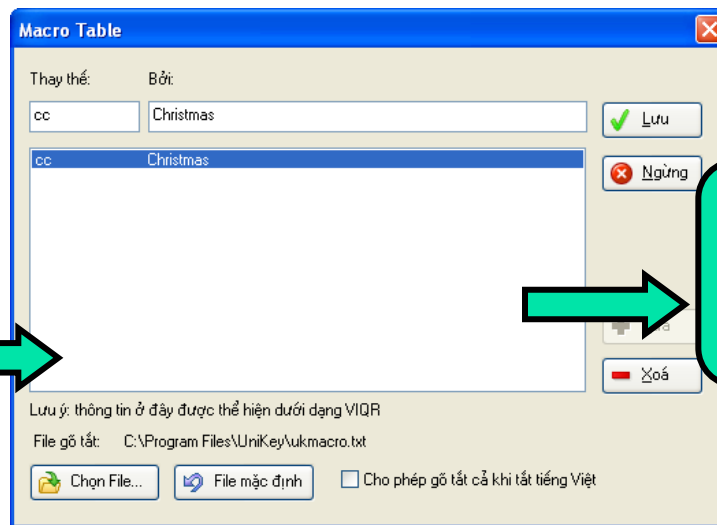 Macro Table
Thay thế: Bởi:
cc Christmas
Lưu
cc Christmas
Ngừng
Xoá
Lưu ý: thông tin ở đây được thể hiện dưới dạng VIQR
File gõ tắt: C:\Program Files\UniKey\ukmacro.txt
Chọn File... File mặc định Cho phép gõ tắt cả khi tắt tiếng Việt